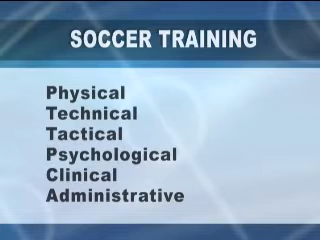 SOCCER TRAINING
Physical
Technical
Tactical
Psychological
Clinical
Administrative